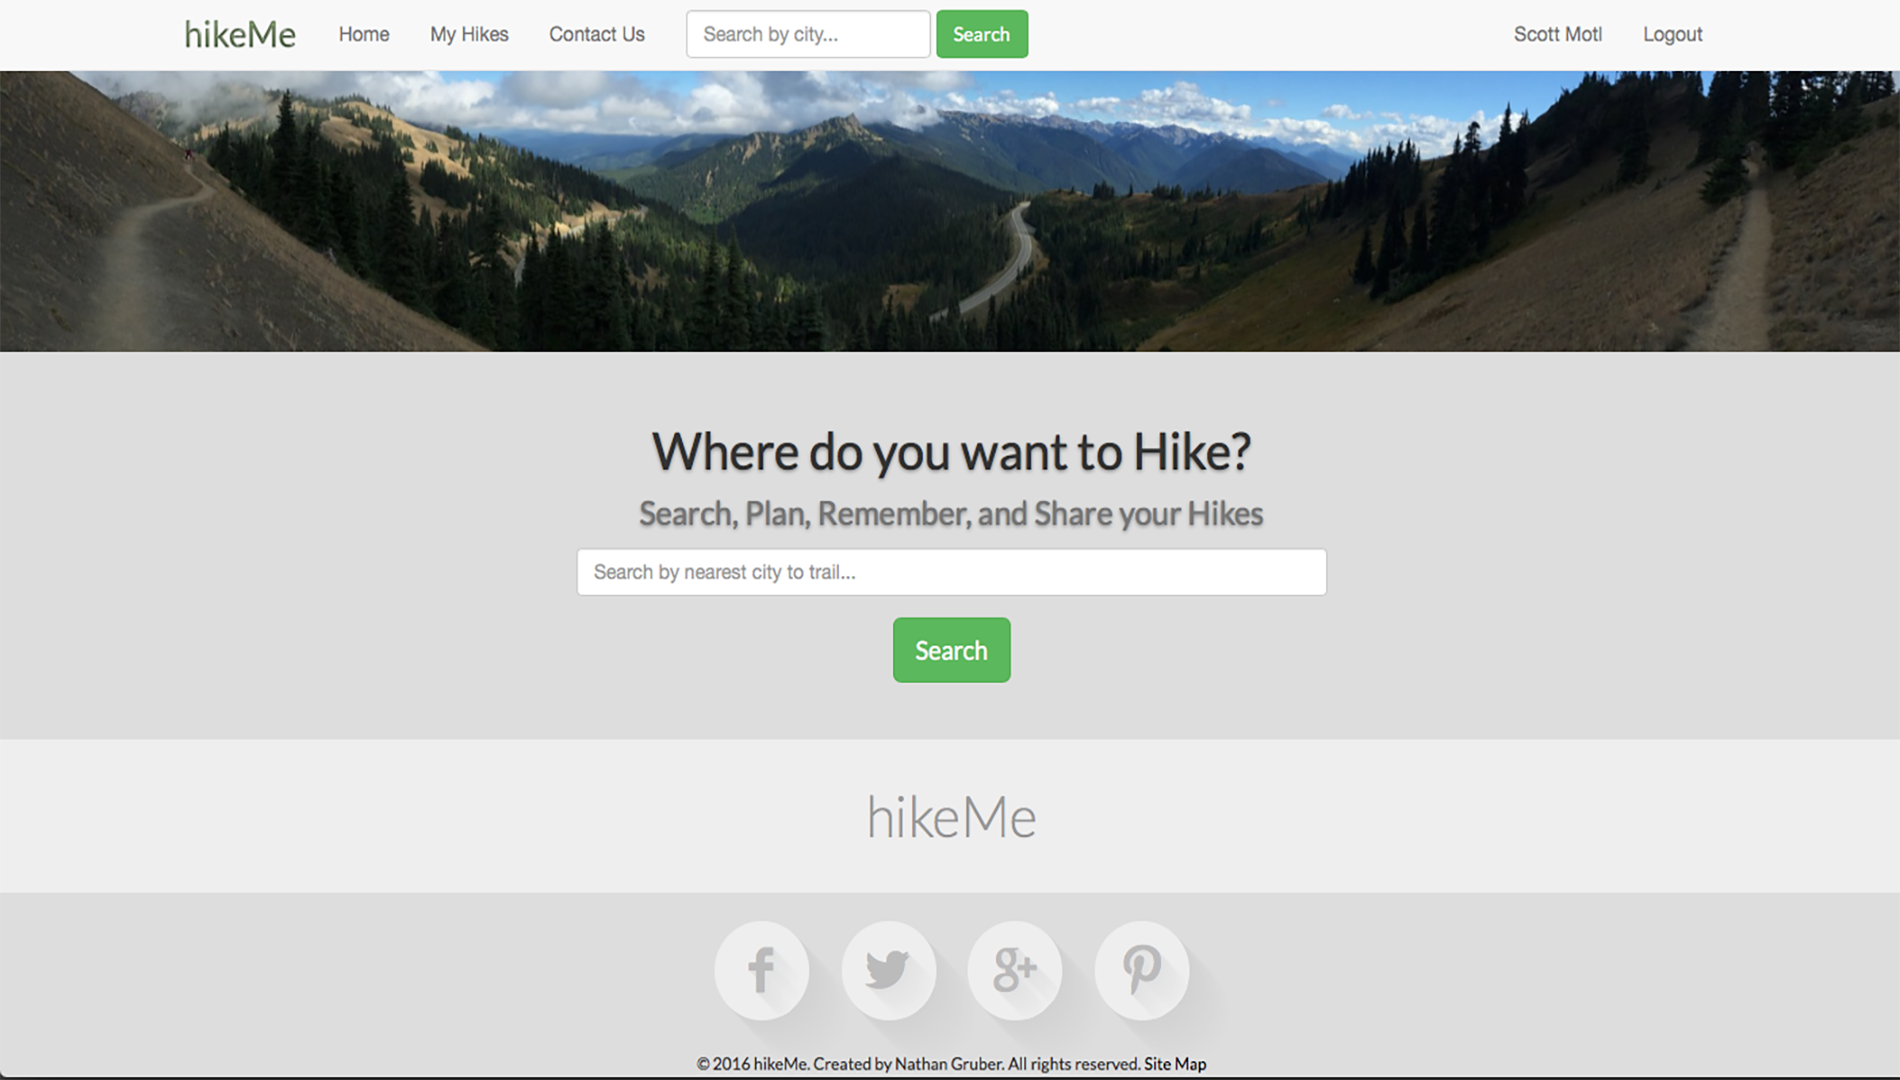 hikeMe Home My Hikes Contact Us Search by city... Search Scott Motl Logout
Where do you want to Hike?
Search, Plan, Remember, and Share your Hikes
Search by nearest city to trail...
Search
hikeMe
f g+ p
© 2016 hikeMe. Created by Nathan Gruber. All rights reserved. Site Map